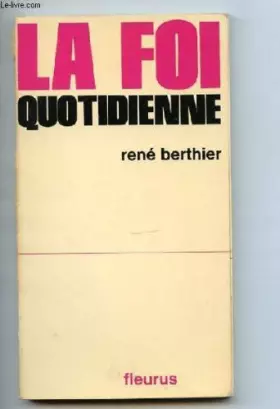 Le-livre.com
LA FOI
QUOTIDIENNE
rené berthier
fleurus